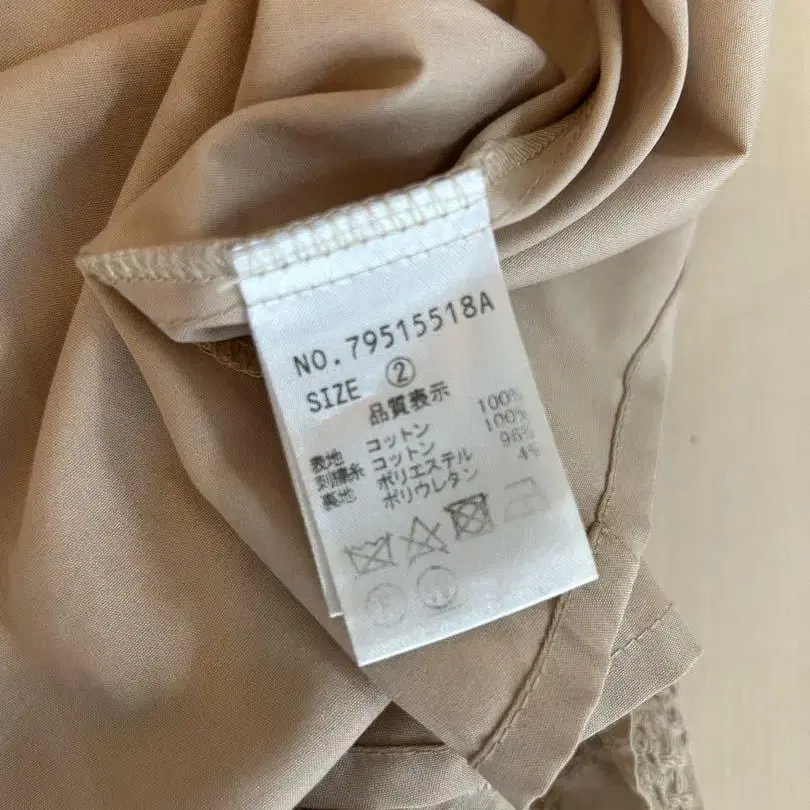 NO.79515518A
SIZE ②
品質表示
表地 コットン 100%
刺繍糸 コットン 100%
裏地 ポリエステル 96%
ポリウレタン 4%